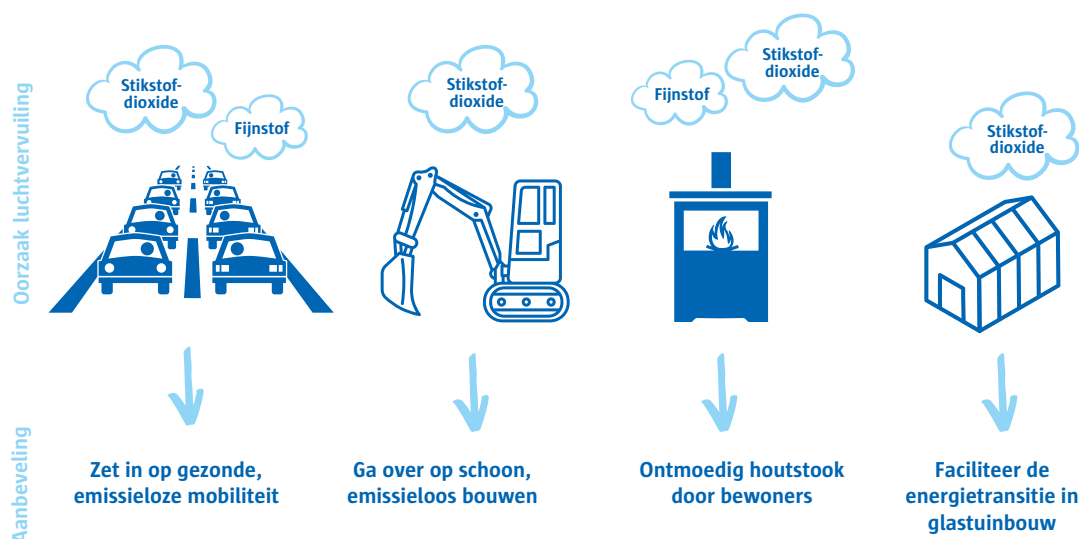 Oorzaak luchtvervuiling
Stikstof-
dioxide
Fijnstof
Stikstof-
dioxide
Fijnstof
Stikstof-
dioxide
Stikstof-
dioxide
Aanbeveling
Zet in op gezonde,
emissieloze mobiliteit
Ga over op schoon,
emissieloos bouwen
Ontmoedig houtstook
door bewoners
Faciliteer de
energietransitie in
glastuinbouw